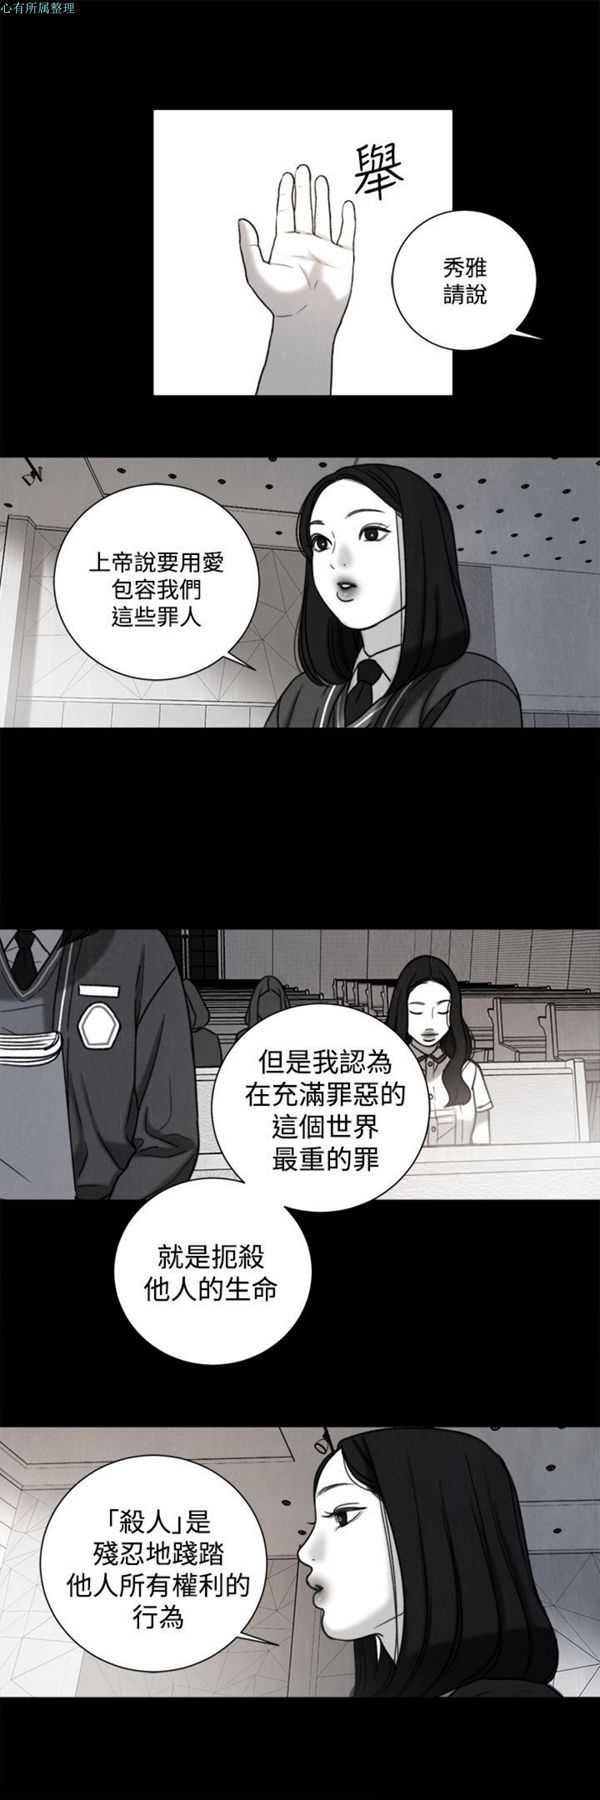 心有所属整理
舉
秀雅
請說
上帝說要用愛
包容我們
這些罪人
但是我認為
在充滿罪惡的
這個世界
最重的罪
就是扼殺
他人的生命
「殺人」是
殘忍地踐踏
他人所有權利的
行為